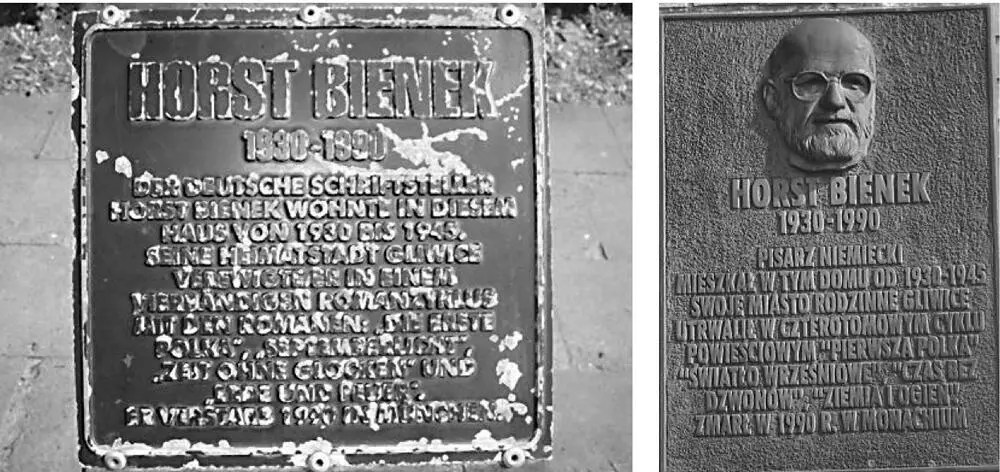 HORST BIENEK
1930-1990
DER DEUTSCHE SCHRIFTSTELLER
HORST BIENEK WOHNTE IN DIESEM
HAUS VON 1930 BIS 1945.
SEINE HEIMATSTADT GLIWICE
VEREWIGTE ER IN EINEM
VIERBÄNDIGEN ROMANZYKLUS
MIT DEN ROMANEN: „DIE ERSTE
POLKA”, „SEPTEMBERLICHT”,
„ZEIT OHNE GLOCKEN” UND
„ERDE UND FEUER”.
ER VERSTARB 1990 IN MÜNCHEN.
HORST BIENEK
1930-1990
PISARZ NIEMIECKI
MIESZKAŁ W TYM DOMU OD 1930-1945
SWOJE MIASTO RODZINNE GLIWICE
UTRWALIŁ W CZTEROTOMOWYM CYKLU
POWIEŚCIOWYM "PIERWSZA POLKA"
"ŚWIATŁO WRZEŚNIOWE" "CZAS BEZ
DZWONÓW", "ZIEMIA I OGIEŃ".
ZMARŁ W 1990 R. W MONACHIUM